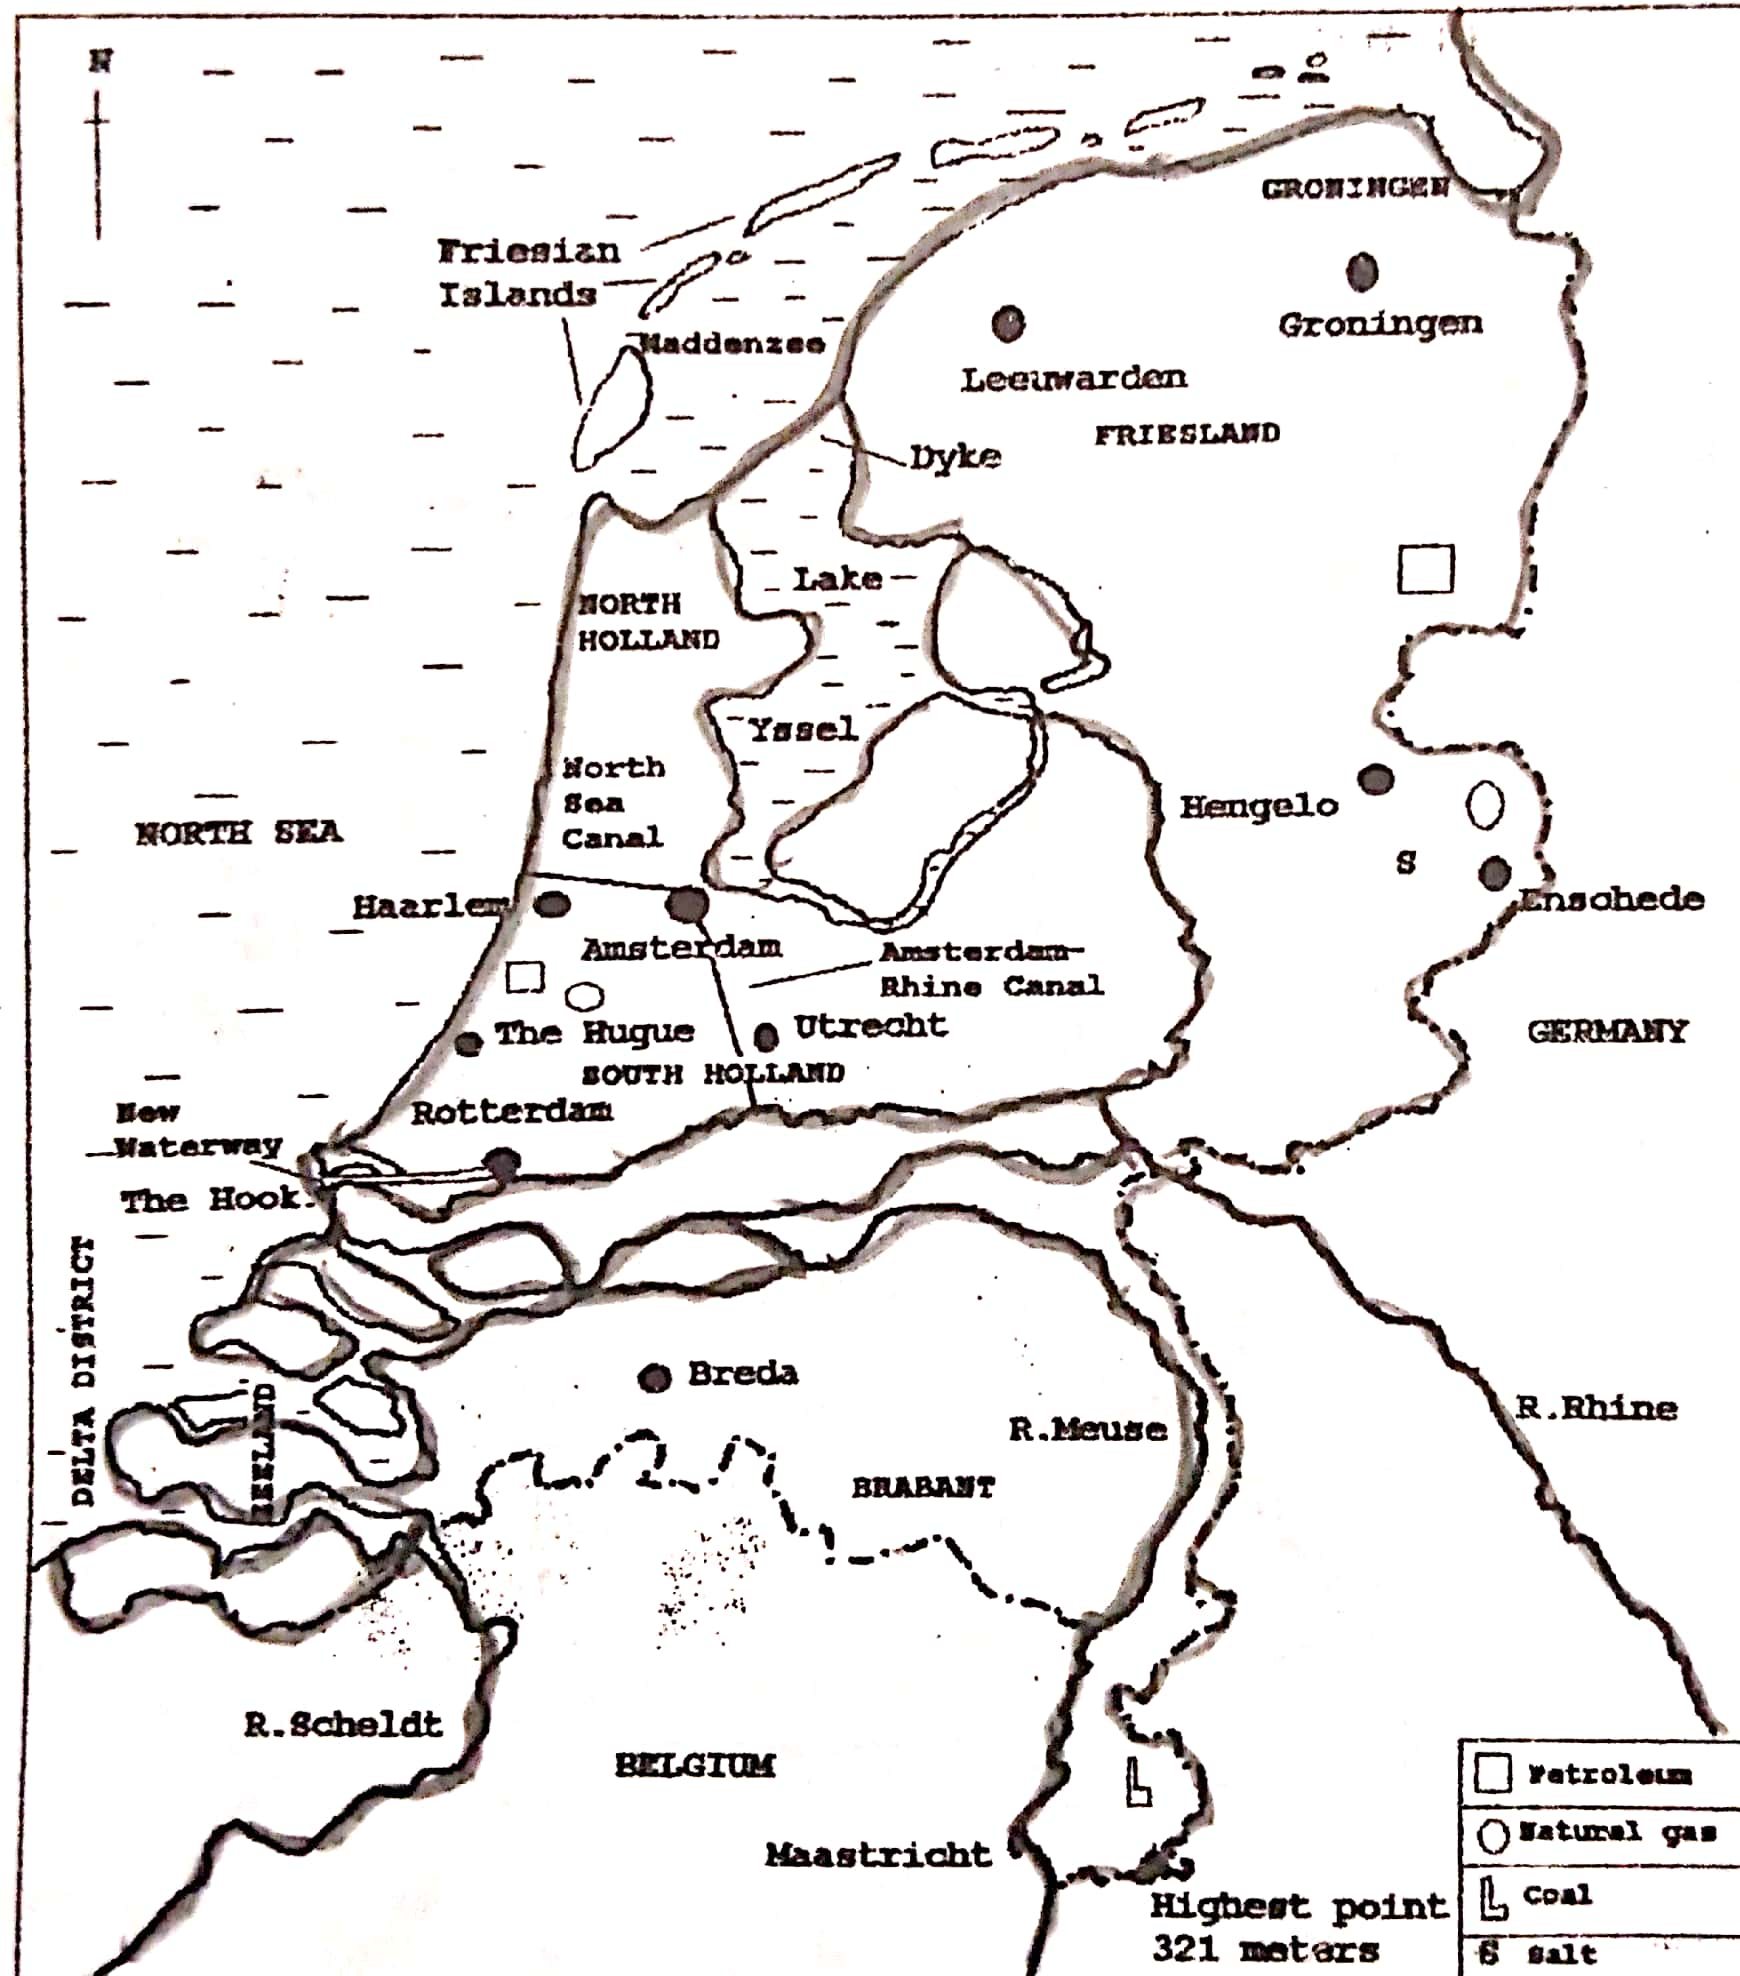 N
GRONINGEN
Friesian
Islands
Groningen
Waddenzee
Leeuwarden
FRIESLAND
Dyke
Lake
NORTH
HOLLAND
Yssel
North
Sea
Canal
NORTH SEA
Hengelo
S
Enschede
Haarlem
Amsterdam
Amsterdam-
Rhine Canal
The Hugue
Utrecht
GERMANY
SOUTH HOLLAND
Rotterdam
New
Waterway
The Hook
DELTA DISTRICT
ZEELAND
Breda
R.Meuse
R.Rhine
BRABANT
R.Scheldt
BELGIUM
L
Maastricht
Highest point
321 meters
Petroleum
Natural gas
L Coal
S Salt